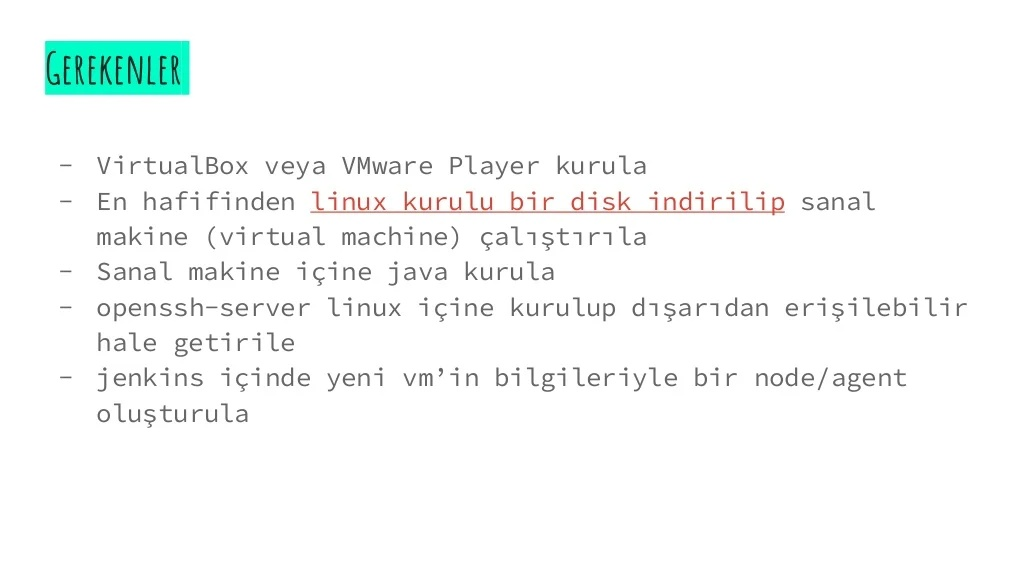 GEREKENLER
- VirtualBox veya VMware Player kurula
- En hafifinden linux kurulu bir disk indirilip sanal
makine (virtual machine) çalıştırıla
- Sanal makine içine java kurula
- openssh-server linux içine kurulup dışarıdan erişilebilir
hale getirile
- jenkins içinde yeni vm’in bilgileriyle bir node/agent
oluşturula